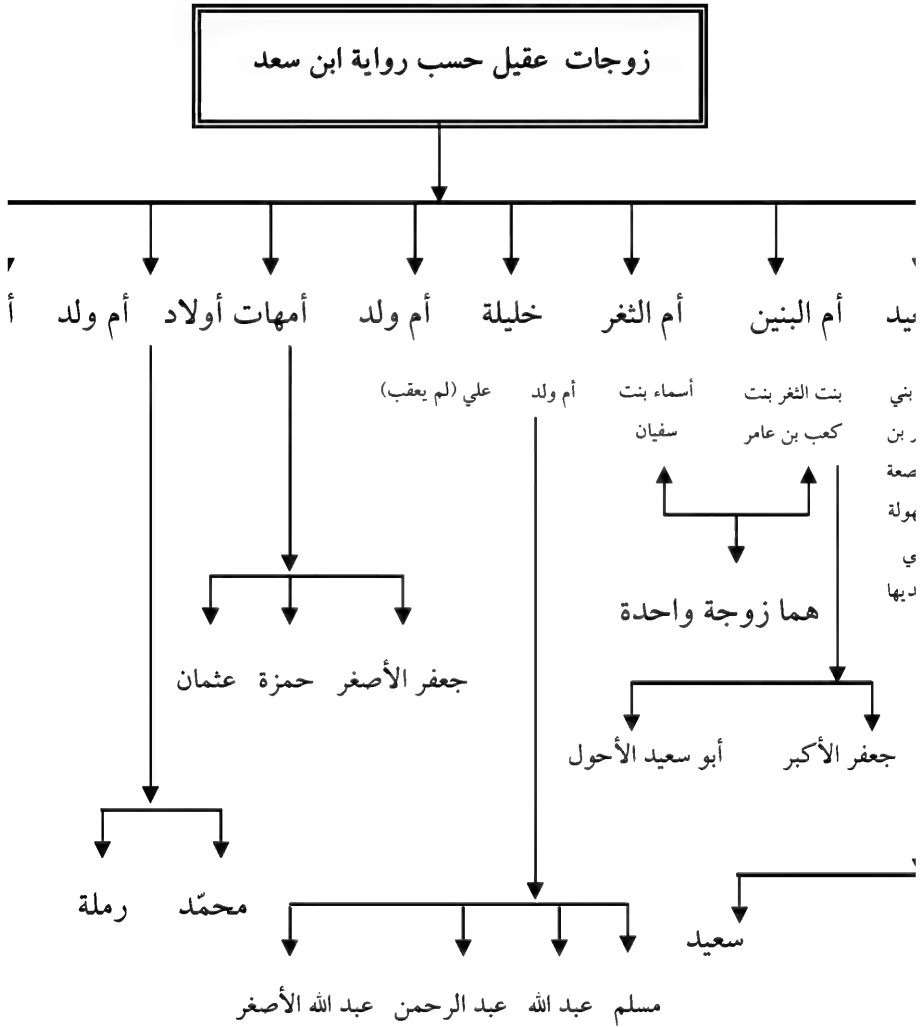 زوجات عقيل حسب رواية ابن سعد
أم البنين
أم الثغر
خليلة
أم ولد
أمهات أولاد
أم ولد
بنت الثغر بنت
كعب بن عامر
أسماء بنت
سفيان
أم ولد
علي (لم يعقب)
بني
بن
هما زوجة واحدة
جعفر الأصغر
حمزة
عثمان
جعفر الأكبر
أبو سعيد الأحول
محمّد
رملة
سعيد
مسلم
عبد الله
عبد الرحمن
عبد الله الأصغر